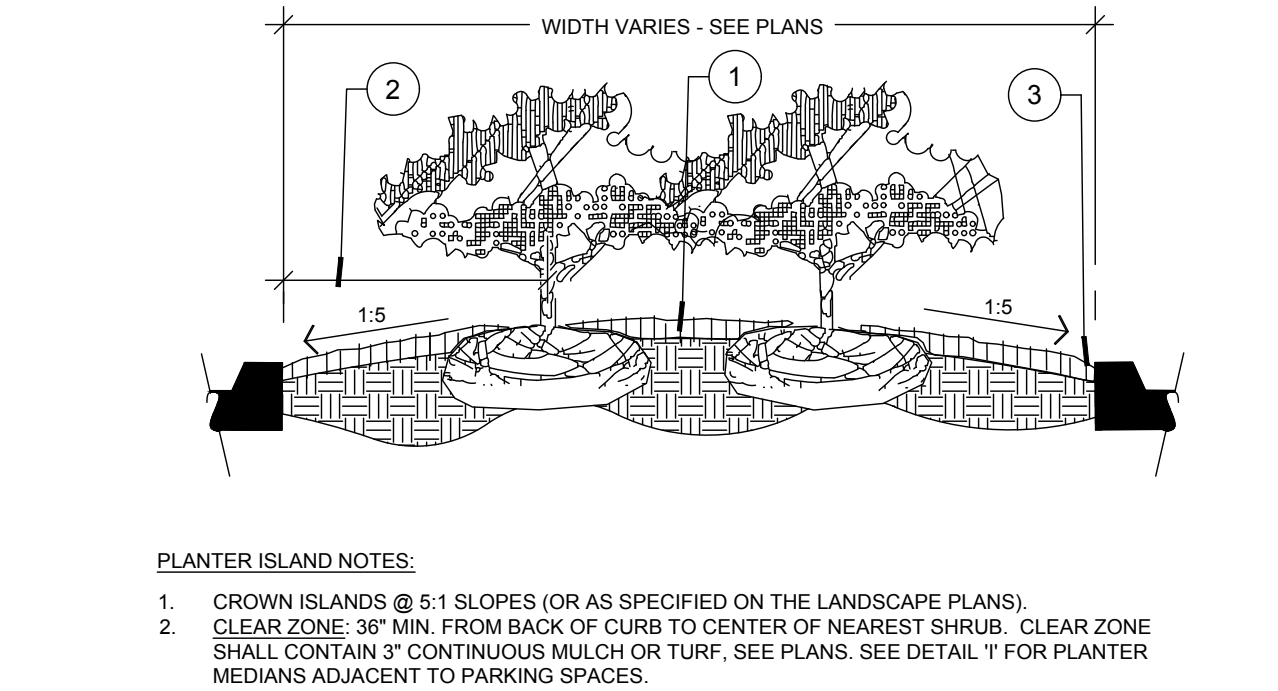 WIDTH VARIES - SEE PLANS
1
2
3
1:5
1:5
PLANTER ISLAND NOTES:
1. CROWN ISLANDS @ 5:1 SLOPES (OR AS SPECIFIED ON THE LANDSCAPE PLANS).
2. CLEAR ZONE: 36" MIN. FROM BACK OF CURB TO CENTER OF NEAREST SHRUB. CLEAR ZONE
SHALL CONTAIN 3" CONTINUOUS MULCH OR TURF, SEE PLANS. SEE DETAIL 'I' FOR PLANTER
MEDIANS ADJACENT TO PARKING SPACES.